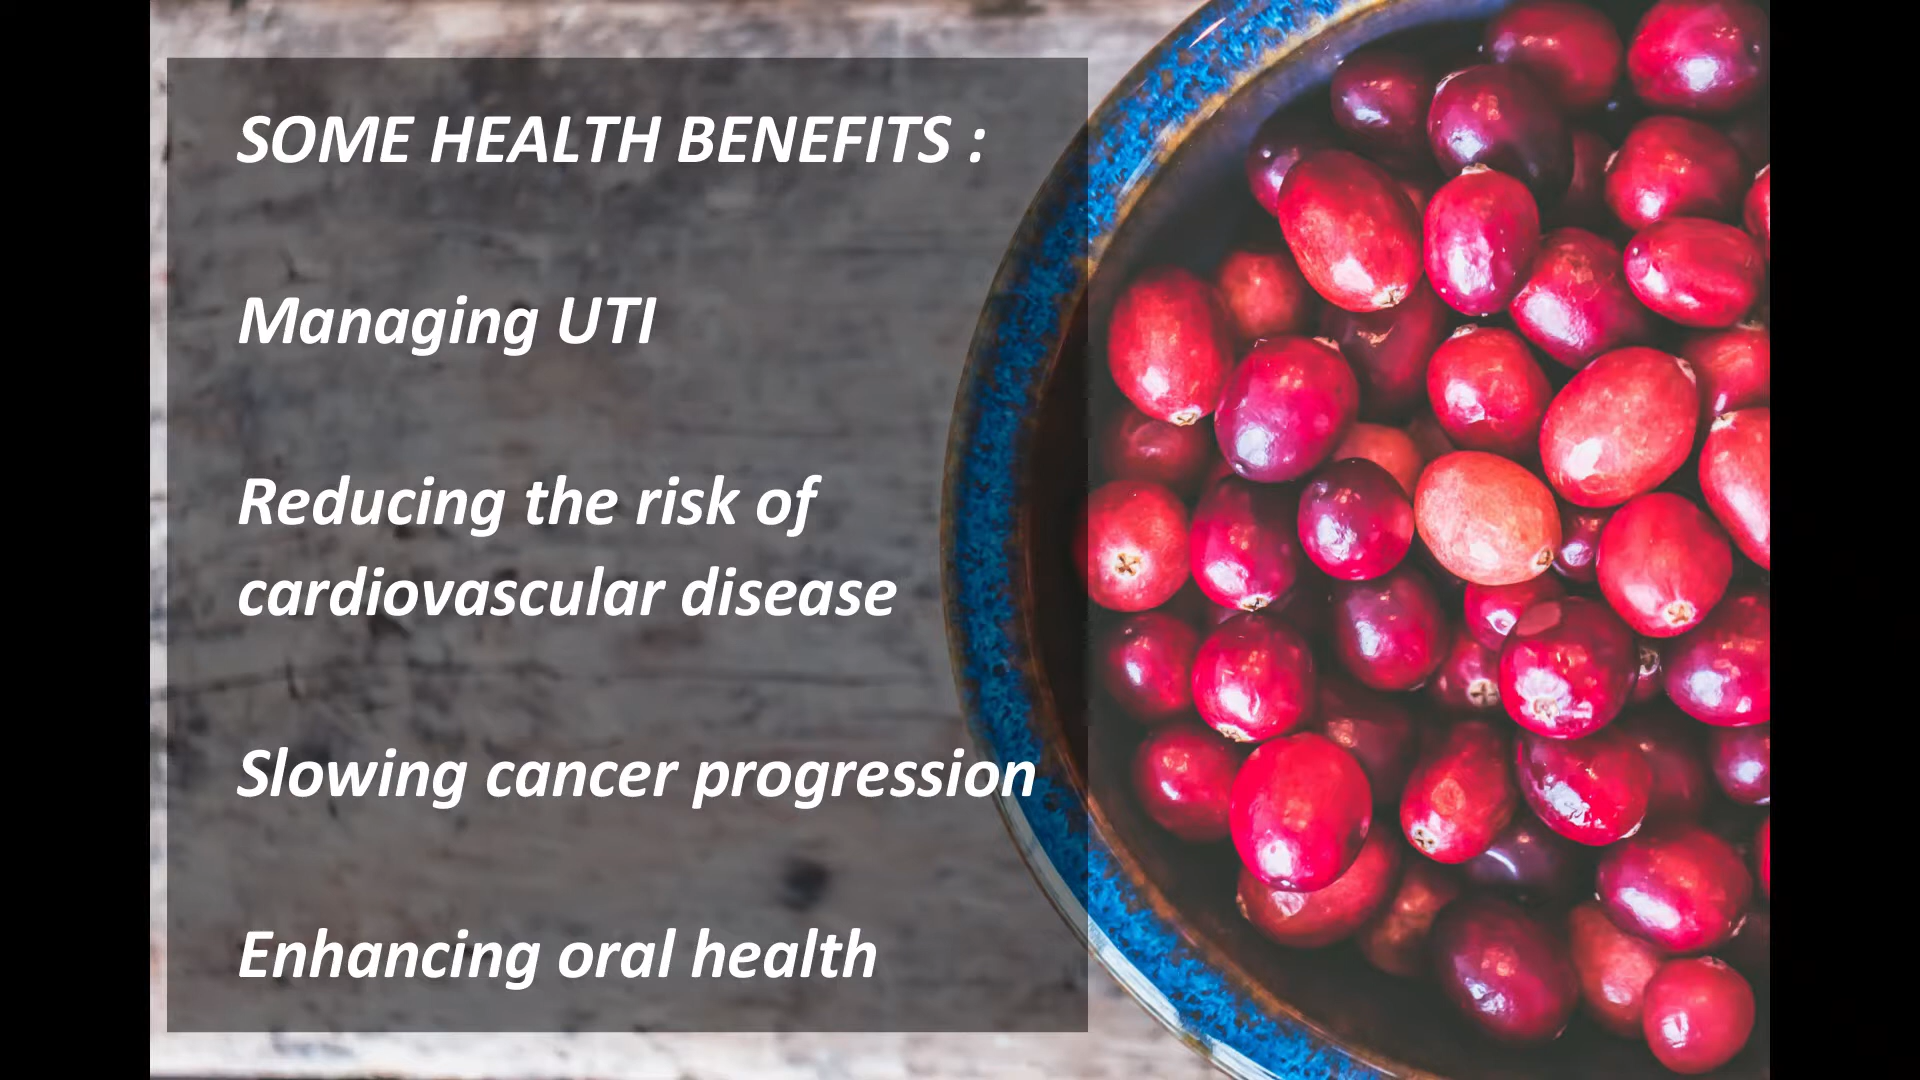 SOME HEALTH BENEFITS :
Managing UTI
Reducing the risk of
cardiovascular disease
Slowing cancer progression
Enhancing oral health